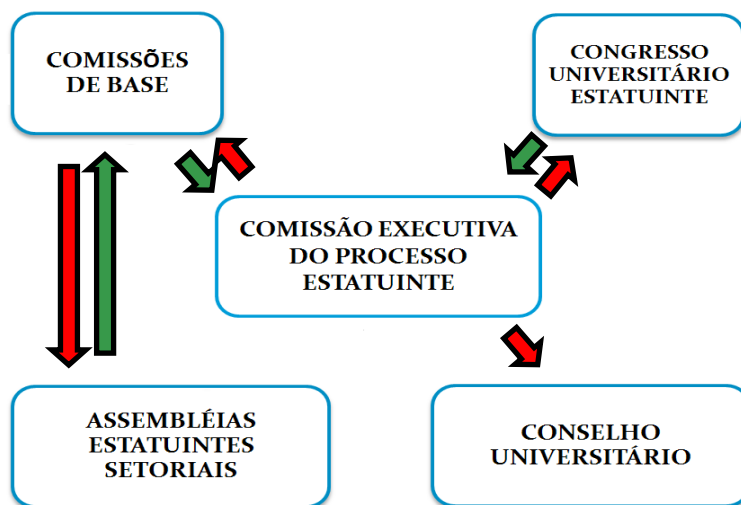 COMISSÕES
DE BASE
CONGRESSO
UNIVERSITÁRIO
ESTATUINTE
COMISSÃO EXECUTIVA
DO PROCESSO
ESTATUINTE
ASSEMBLÉIAS
ESTATUINTES
SETORIAIS
CONSELHO
UNIVERSITÁRIO